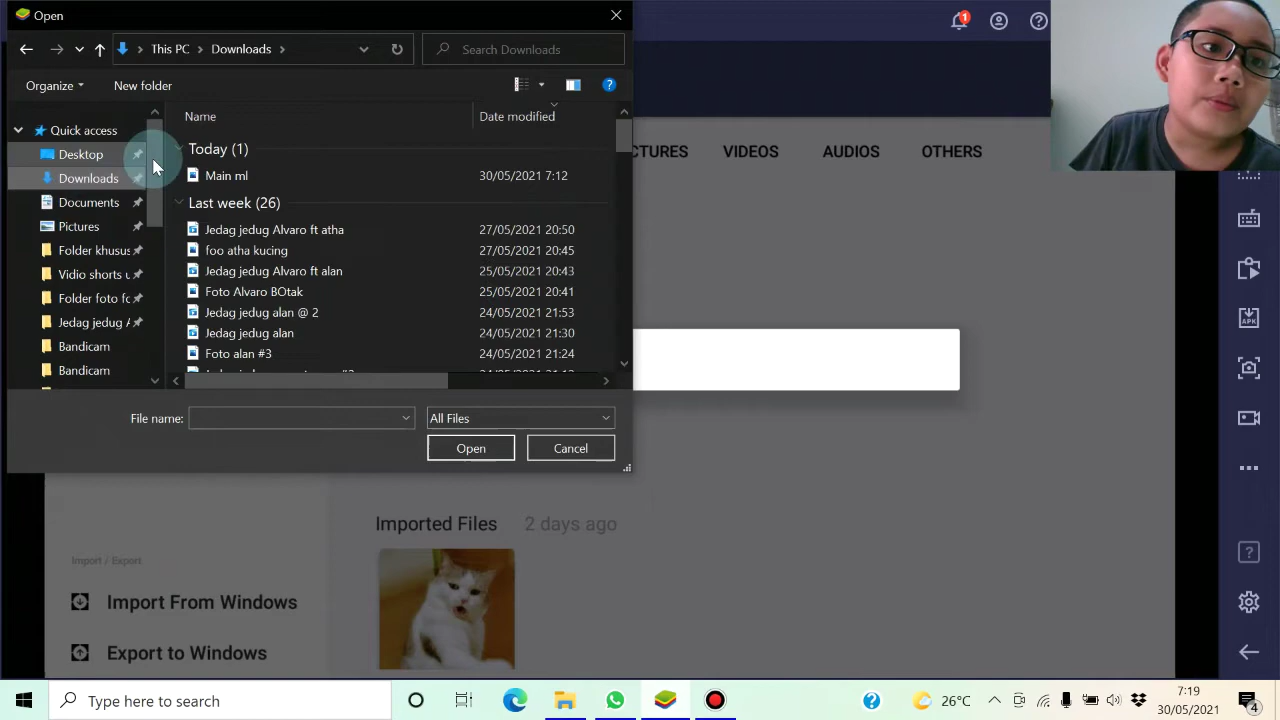 Open
1
This PC
Downloads
Search Downloads
Organize
New folder
?
Name
Date modified
CTURES
VIDEOS
AUDIOS
OTHERS
Quick access
Desktop
Downloads
Documents
Pictures
Folder khusus
Vidio shorts u
Folder foto fo
Jedag jedug A
Bandicam
Bandicam
Today (1)
Main ml 30/05/2021 7:12
Last week (26)
Jedag jedug Alvaro ft atha 27/05/2021 20:50
foo atha kucing 27/05/2021 20:45
Jedag jedug Alvaro ft alan 25/05/2021 20:43
Foto Alvaro BOtak 25/05/2021 20:41
Jedag jedug alan @ 2 24/05/2021 21:53
Jedag jedug alan 24/05/2021 21:30
Foto alan #3 24/05/2021 21:24
APK
File name:
All Files
Open
Cancel
Imported Files 2 days ago
Import / Export
Import From Windows
Export to Windows
Type here to search
26°C
7:19
30/05/2021
4